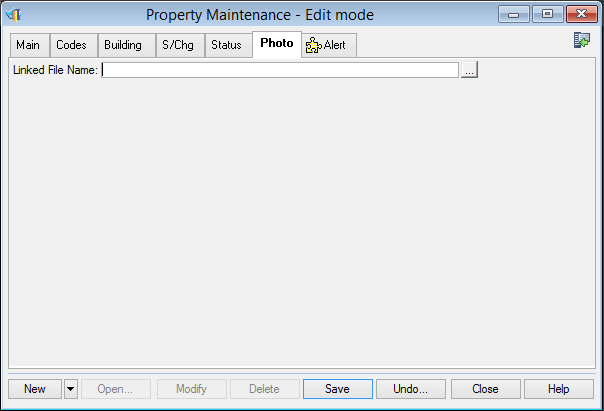 Property Maintenance - Edit mode
Main Codes Building S/Chg Status Photo Alert
Linked File Name: ...
New Open... Modify Delete Save Undo... Close Help